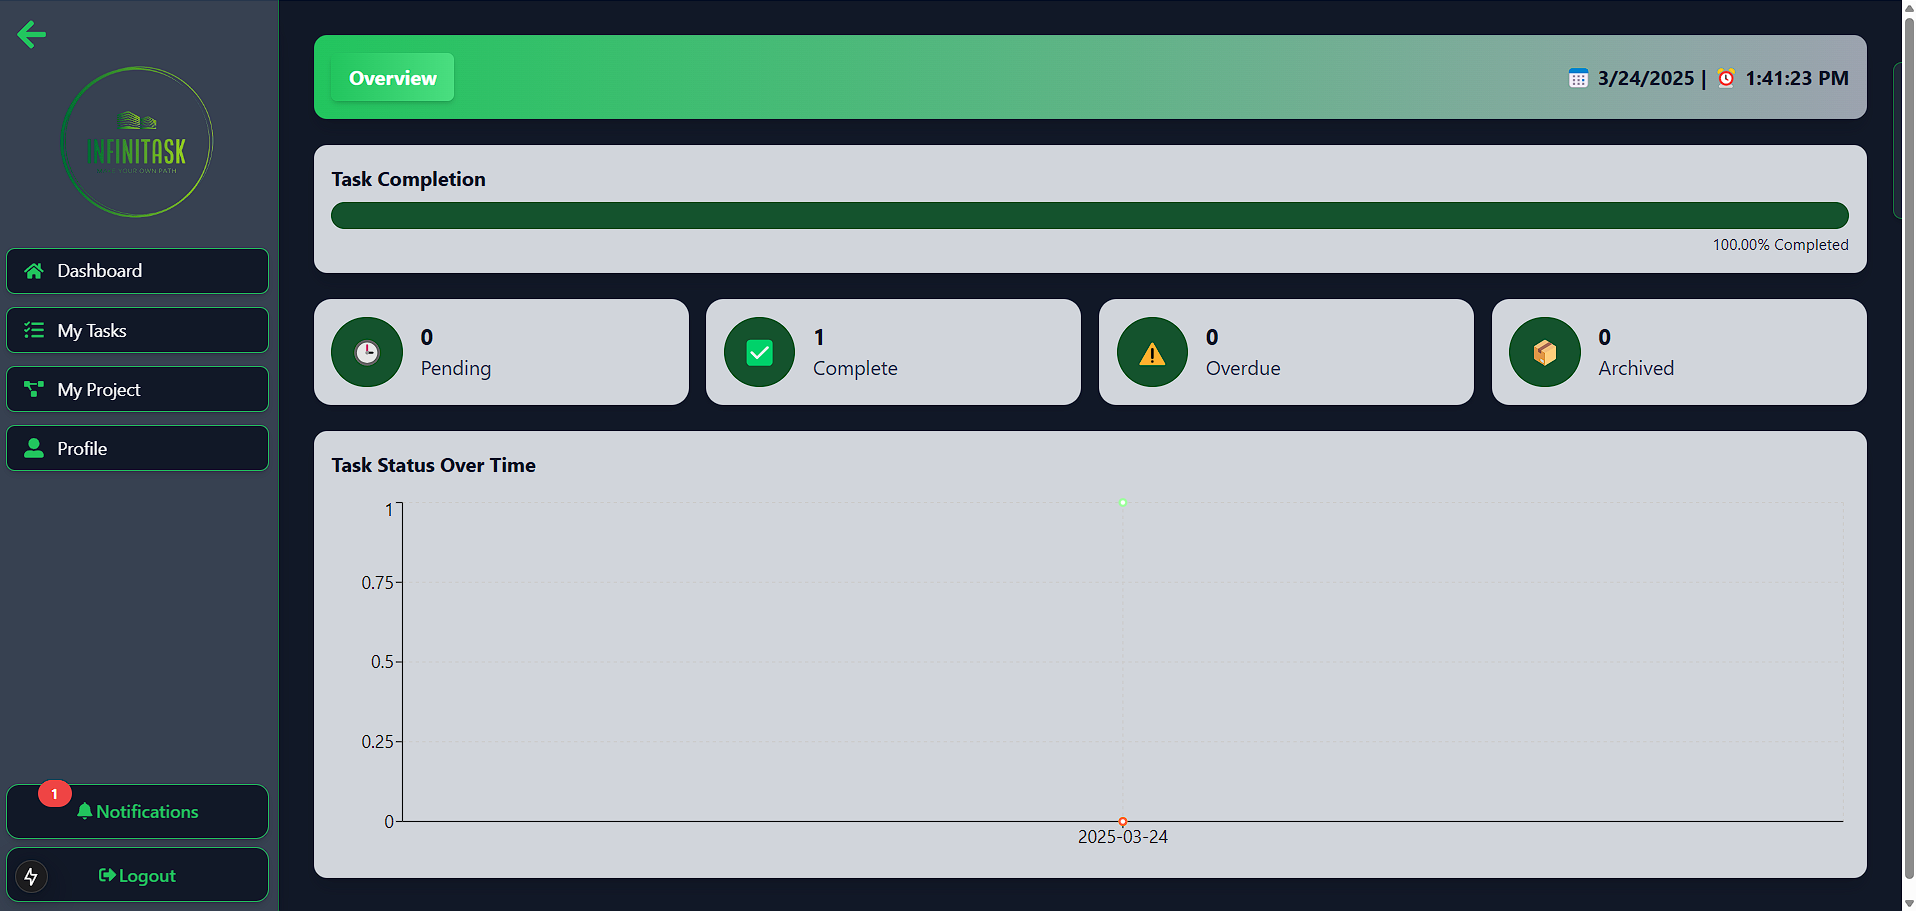 INFINITASK
YOUR OWN PATH
Dashboard
My Tasks
My Project
Profile
1
Notifications
Logout
Overview
3/24/2025 | 1:41:23 PM
Task Completion
100.00% Completed
0
Pending
1
Complete
0
Overdue
0
Archived
Task Status Over Time
1
0.75
0.5
0.25
0
2025-03-24